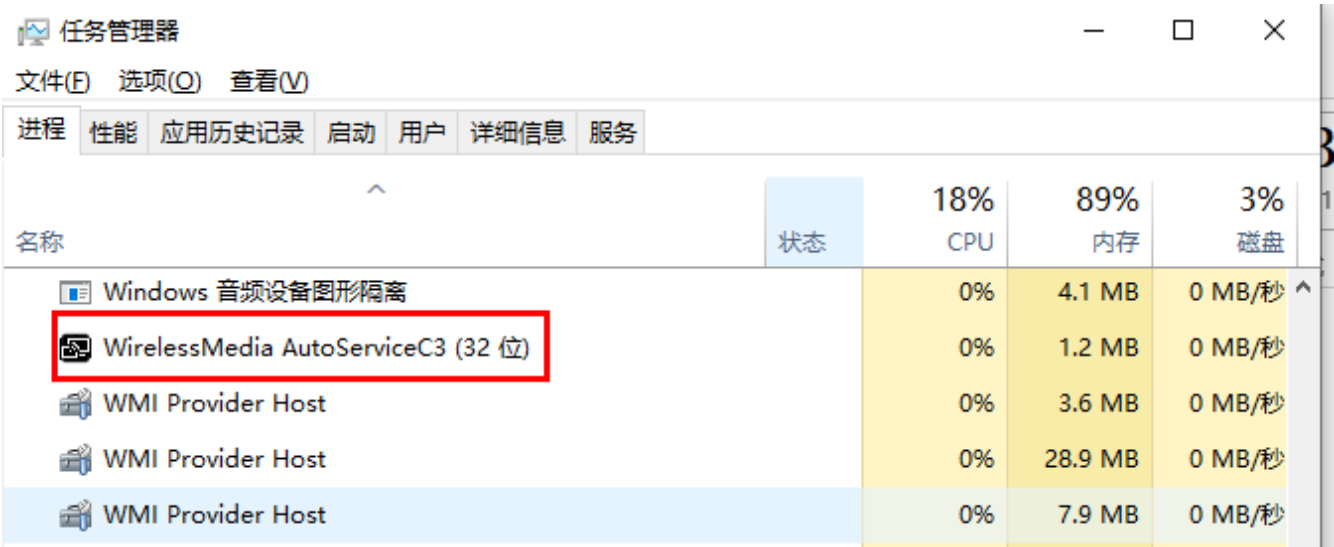 任务管理器
文件(F) 选项(O) 查看(V)
进程 性能 应用历史记录 启动 用户 详细信息 服务
18% 89% 3%
名称 状态 CPU 内存 磁盘
Windows 音频设备图形隔离 0% 4.1 MB 0 MB/秒
WirelessMedia AutoServiceC3 (32 位) 0% 1.2 MB 0 MB/秒
WMI Provider Host 0% 3.6 MB 0 MB/秒
WMI Provider Host 0% 28.9 MB 0 MB/秒
WMI Provider Host 0% 7.9 MB 0 MB/秒